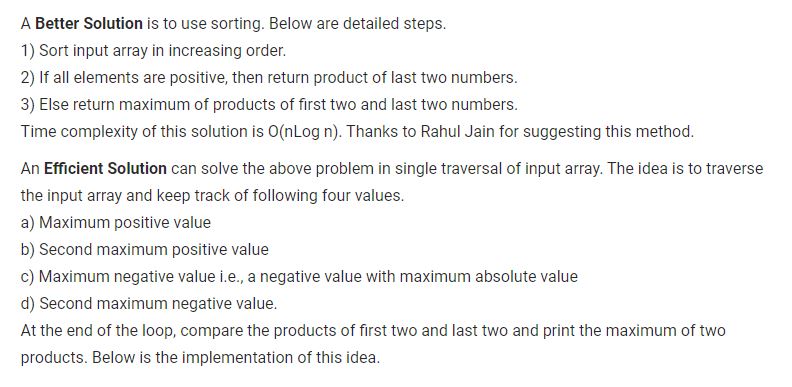 A Better Solution is to use sorting. Below are detailed steps.
1) Sort input array in increasing order.
2) If all elements are positive, then return product of last two numbers.
3) Else return maximum of products of first two and last two numbers.
Time complexity of this solution is O(nLog n). Thanks to Rahul Jain for suggesting this method.
An Efficient Solution can solve the above problem in single traversal of input array. The idea is to traverse
the input array and keep track of following four values.
a) Maximum positive value
b) Second maximum positive value
c) Maximum negative value i.e., a negative value with maximum absolute value
d) Second maximum negative value.
At the end of the loop, compare the products of first two and last two and print the maximum of two
products. Below is the implementation of this idea.